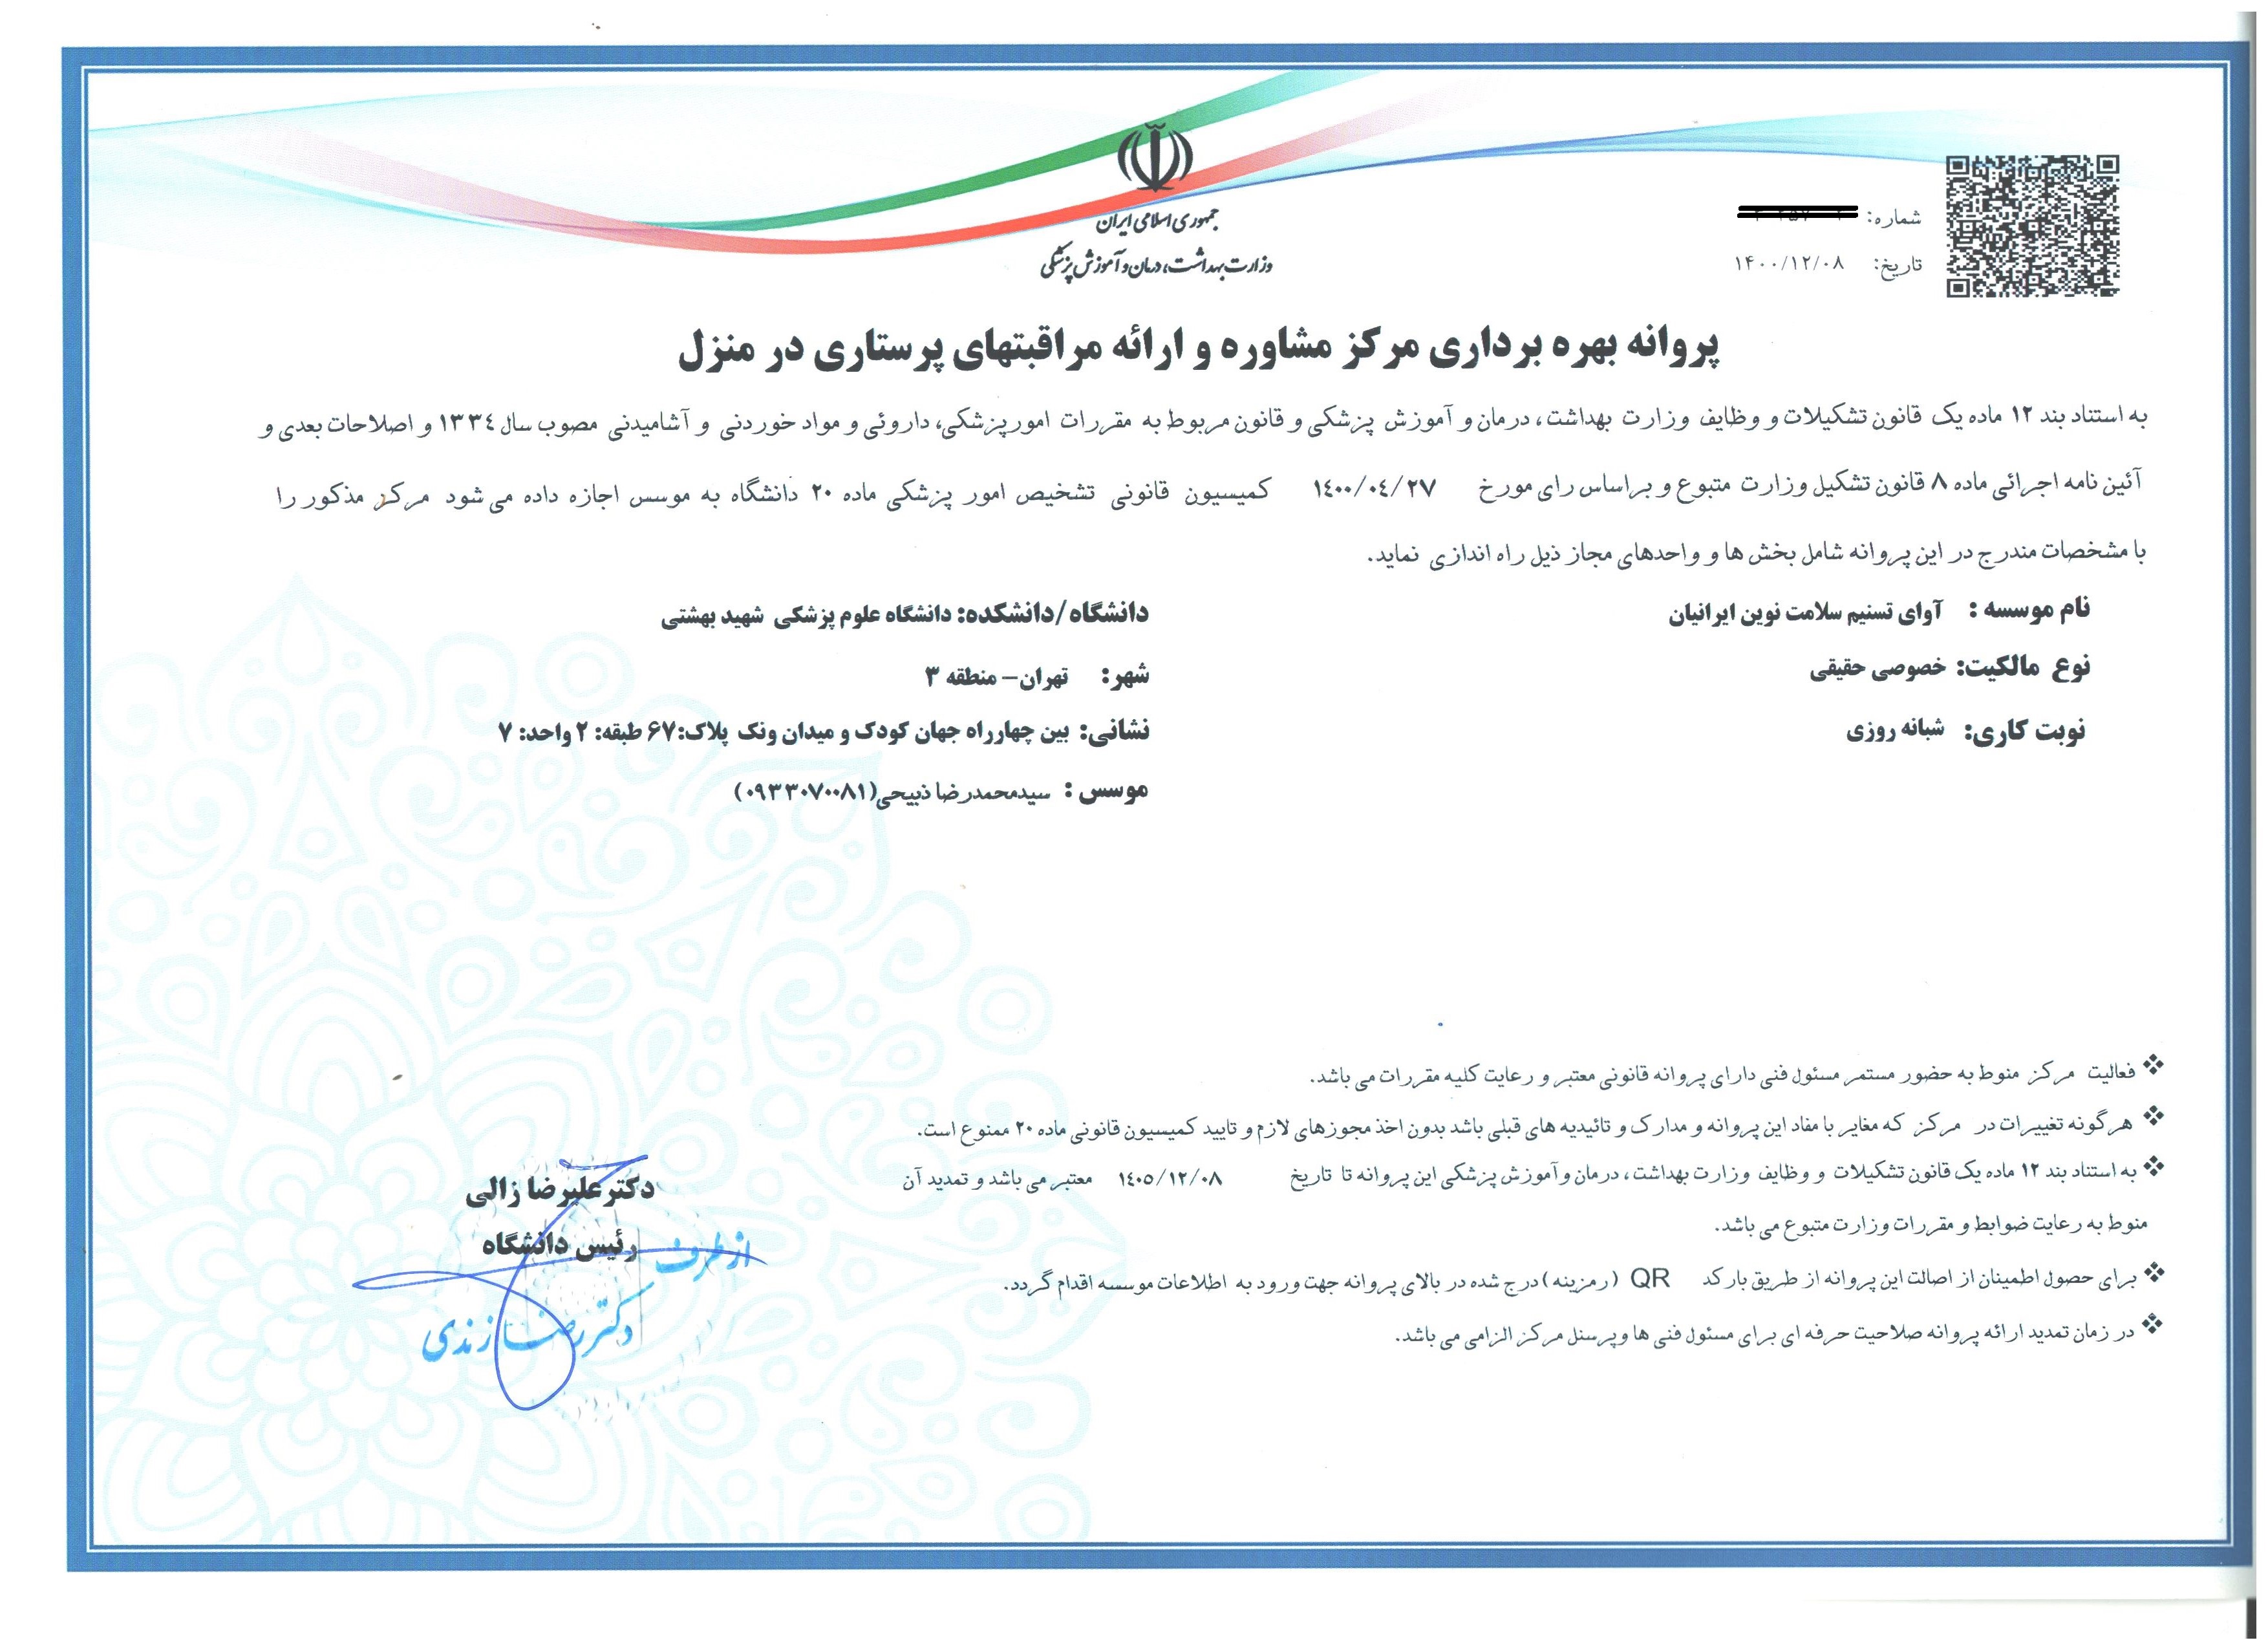 جمهوری اسلامی ایران
وزارت بهداشت، درمان و آموزش پزشکی
شماره:
تاریخ: ۱۴۰۰/۱۲/۰۸
پروانه بهره برداری مرکز مشاوره و ارائه مراقبتهای پرستاری در منزل
به استناد بند ۱۲ ماده یک قانون تشکیلات و وظایف وزارت بهداشت، درمان و آموزش پزشکی و قانون مربوط به مقررات امورپزشکی، داروئی و مواد خوردنی و آشامیدنی مصوب سال ۱۳۳۴ و اصلاحات بعدی و
آئین نامه اجرائی ماده ۸ قانون تشکیل وزارت متبوع و براساس رای مورخ ۱۴۰۰/۰۴/۲۷ کمیسیون قانونی تشخیص امور پزشکی ماده ۲۰ دانشگاه به موسس اجازه داده می شود مرکز مذکور را
با مشخصات مندرج در این پروانه شامل بخش ها و واحدهای مجاز ذیل راه اندازی نماید.
نام موسسه : آوای تسنیم سلامت نوین ایرانیان
دانشگاه/دانشکده: دانشگاه علوم پزشکی شهید بهشتی
نوع مالکیت: خصوصی حقیقی
شهر: تهران- منطقه ۳
نوبت کاری: شبانه روزی
نشانی: بین چهارراه جهان کودک و میدان ونک پلاک:۶۷ طبقه: ۲ واحد: ۷
موسس : سیدمحمدرضا ذبیحی(۰۹۳۳۰۷۰۰۸۱)
❖ فعالیت مرکز منوط به حضور مستمر مسئول فنی دارای پروانه قانونی معتبر و رعایت کلیه مقررات می باشد.
❖ هرگونه تغییرات در مرکز که مغایر با مفاد این پروانه و مدارک و تائیدیه های قبلی باشد بدون اخذ مجوزهای لازم و تایید کمیسیون قانونی ماده ۲۰ ممنوع است.
❖ به استناد بند ۱۲ ماده یک قانون تشکیلات و وظایف وزارت بهداشت، درمان وآموزش پزشکی این پروانه تا تاریخ ۱۴۰۵/۱۲/۰۸ معتبر می باشد و تمدید آن
منوط به رعایت ضوابط و مقررات وزارت متبوع می باشد.
❖ برای حصول اطمینان از اصالت این پروانه از طریق بارکد QR (رمزینه) درج شده در بالای پروانه جهت ورود به اطلاعات موسسه اقدام گردد.
❖ در زمان تمدید ارائه پروانه صلاحیت حرفه ای برای مسئول فنی ها وپرسنل مرکز الزامی می باشد.
دکترعلیرضا زالی
رئیس دانشگاه
از طرف
دکتر رضا زندی